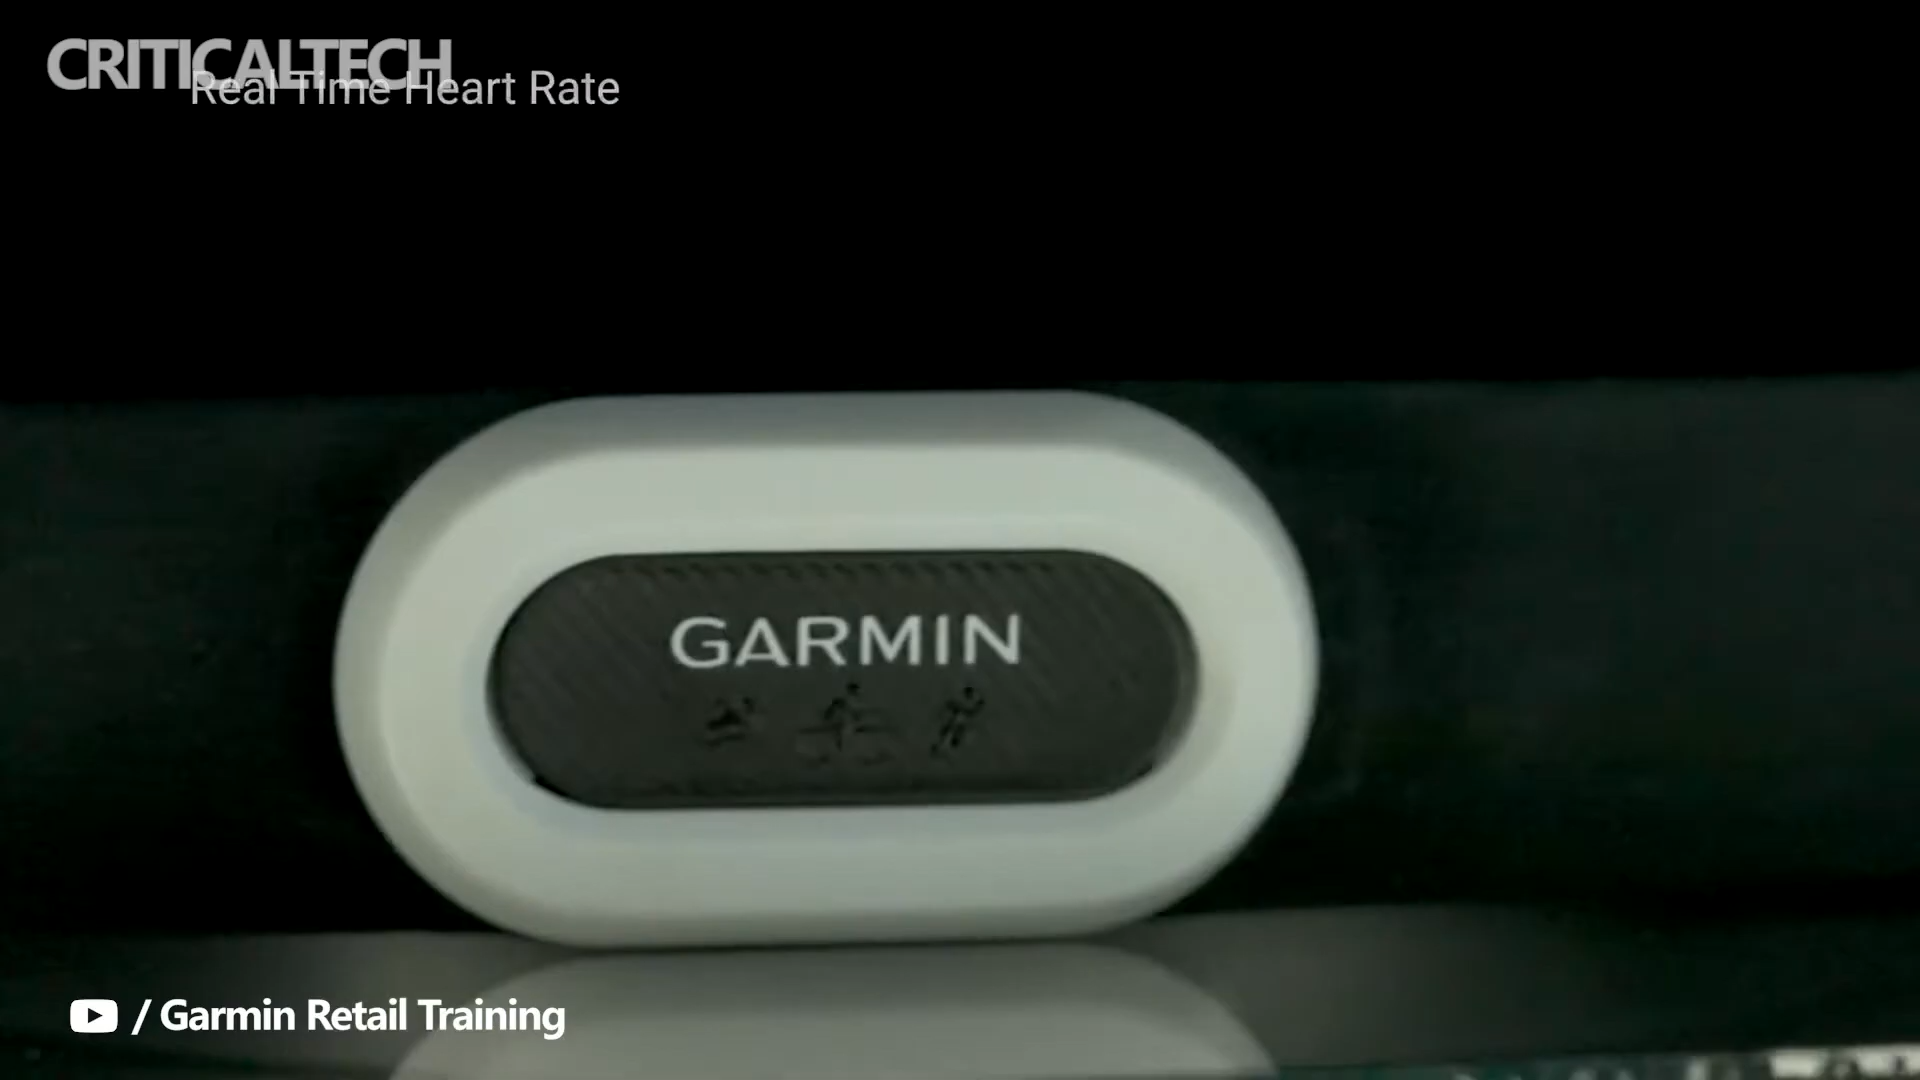 CRITICALTECH
Real Time Heart Rate
GARMIN
/ Garmin Retail Training